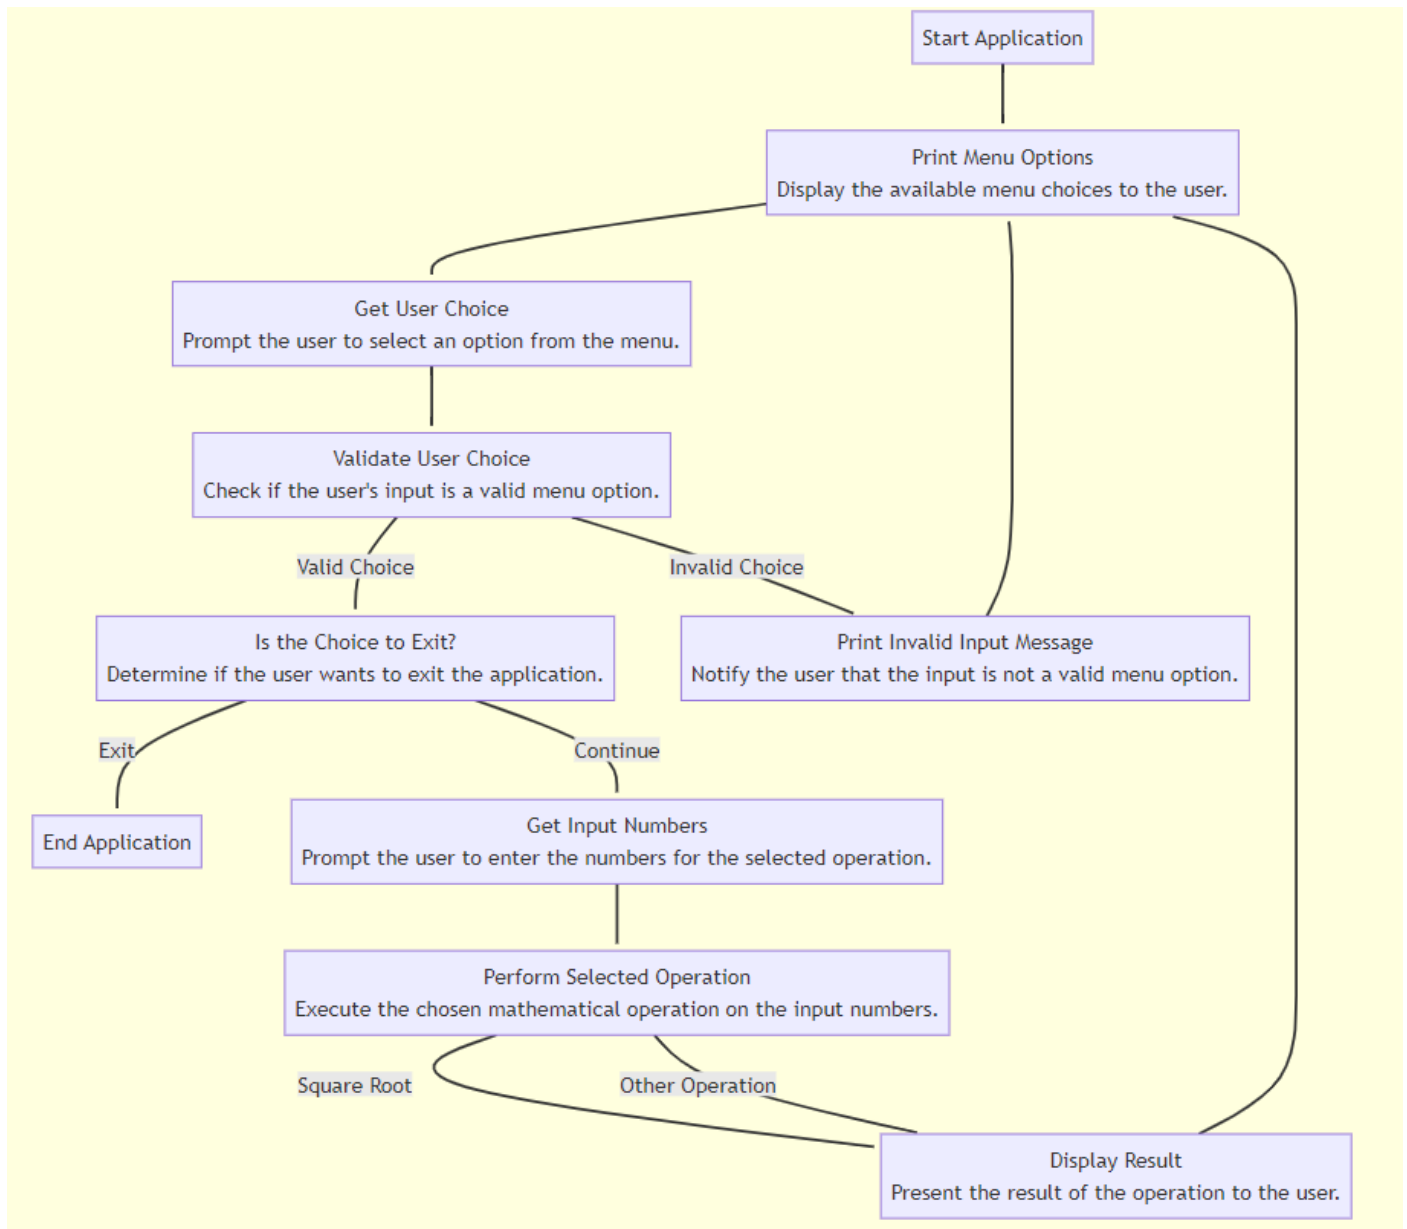 Start Application
Print Menu Options
Display the available menu choices to the user.
Get User Choice
Prompt the user to select an option from the menu.
Validate User Choice
Check if the user's input is a valid menu option.
Valid Choice
Invalid Choice
Is the Choice to Exit?
Determine if the user wants to exit the application.
Print Invalid Input Message
Notify the user that the input is not a valid menu option.
Exit
Continue
End Application
Get Input Numbers
Prompt the user to enter the numbers for the selected operation.
Perform Selected Operation
Execute the chosen mathematical operation on the input numbers.
Square Root
Other Operation
Display Result
Present the result of the operation to the user.